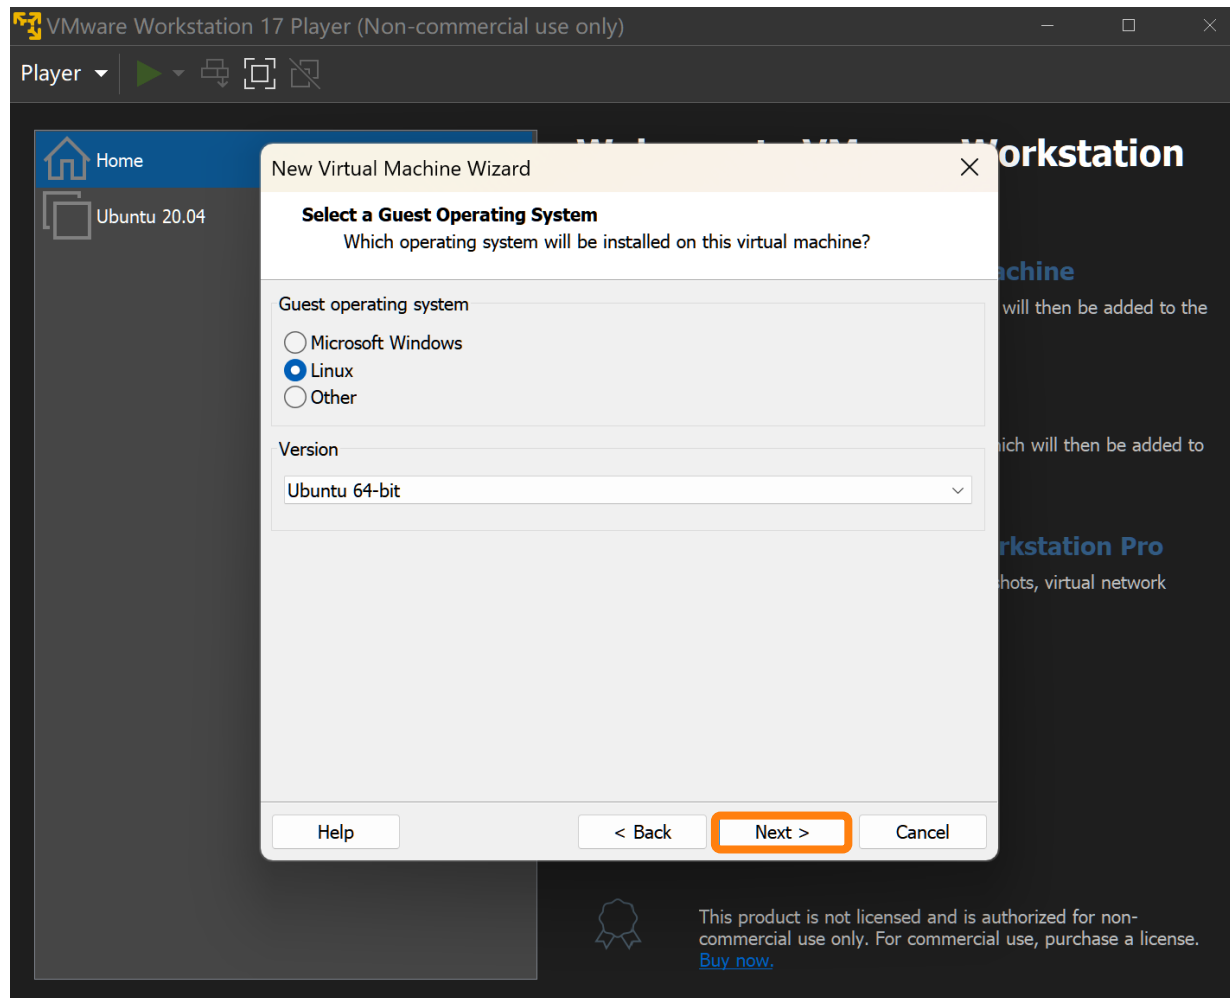 VMware Workstation 17 Player (Non-commercial use only)
Player
Home
Ubuntu 20.04
orkstation
New Virtual Machine Wizard
Select a Guest Operating System
Which operating system will be installed on this virtual machine?
Guest operating system
Microsoft Windows
Linux
Other
Version
Ubuntu 64-bit
Help
< Back
Next >
Cancel
achine
will then be added to the
ich will then be added to
rkstation Pro
hots, virtual network
This product is not licensed and is authorized for non-
commercial use only. For commercial use, purchase a license.
Buy now.